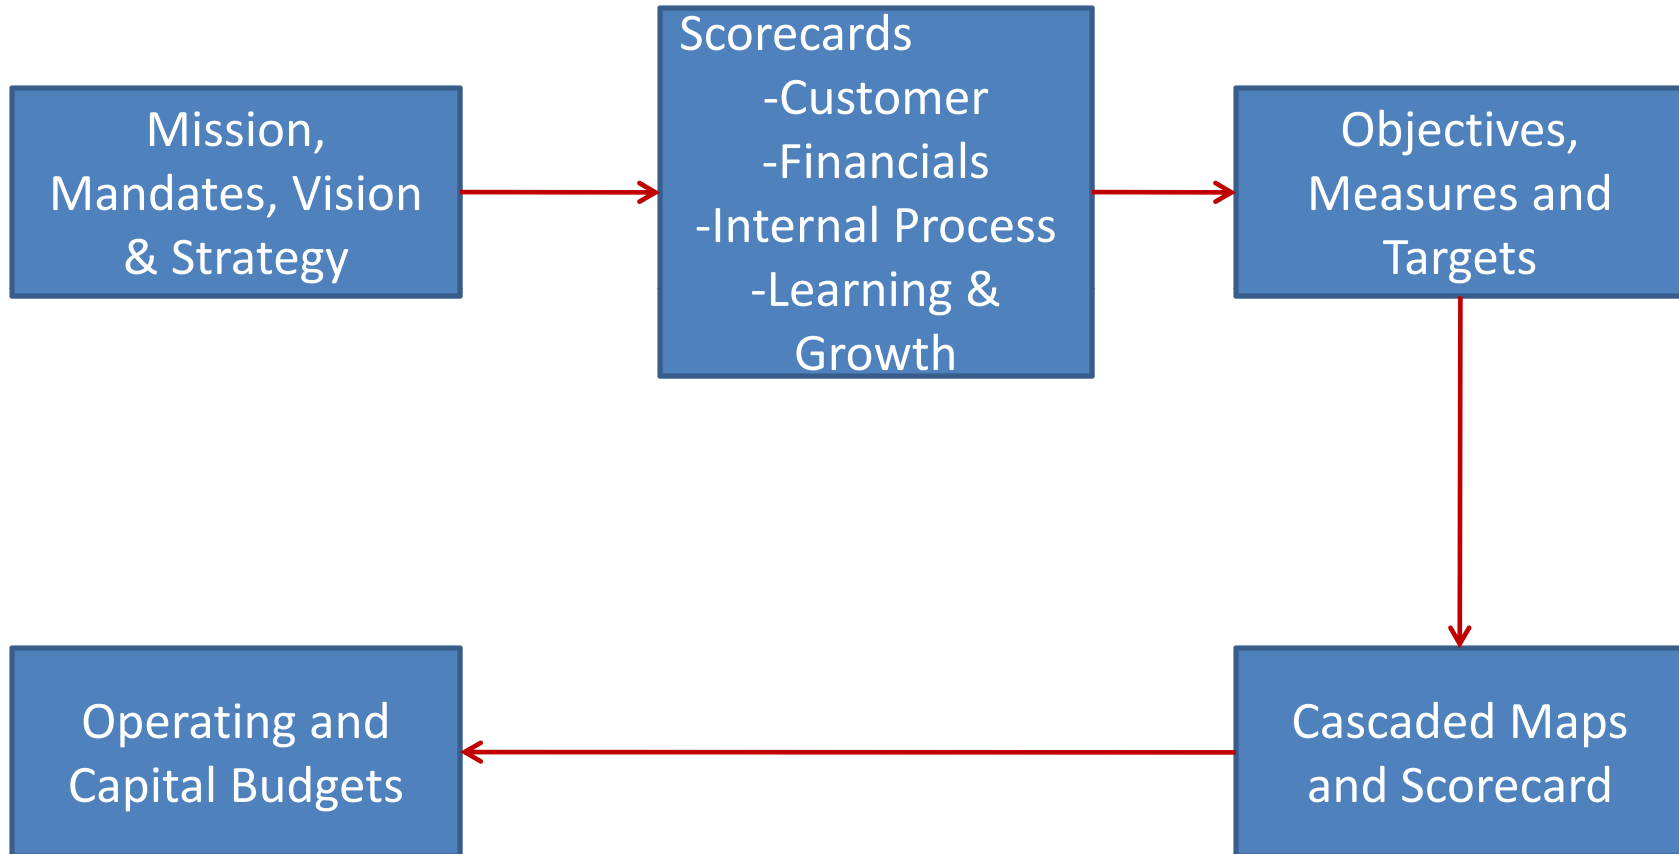 Mission,
Mandates, Vision
& Strategy
Scorecards
-Customer
-Financials
-Internal Process
-Learning &
Growth
Objectives,
Measures and
Targets
Operating and
Capital Budgets
Cascaded Maps
and Scorecard